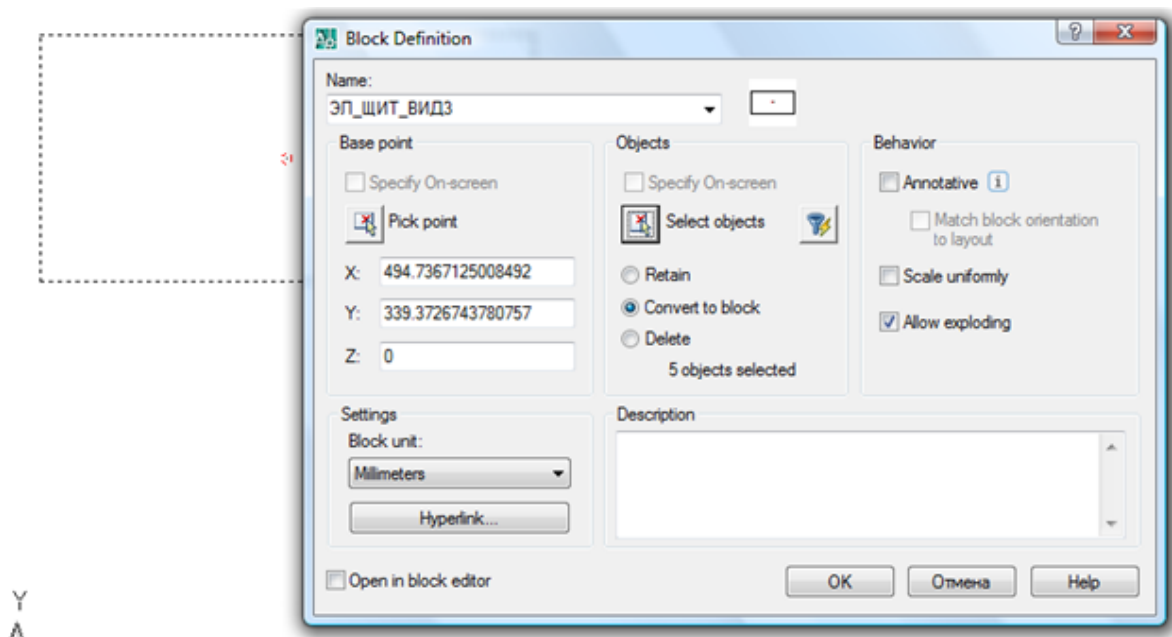 Block Definition
Name:
ЭЛ_ЩИТ_ВИД3
Base point
Specify On-screen
Pick point
X: 494.7367125008492
Y: 339.3726743780757
Z: 0
Objects
Specify On-screen
Select objects
Retain
Convert to block
Delete
5 objects selected
Behavior
Annotative
Match block orientation
to layout
Scale uniformly
Allow exploding
Settings
Block unit:
Millimeters
Hyperlink...
Description
Open in block editor
OK
Отмена
Help
Y